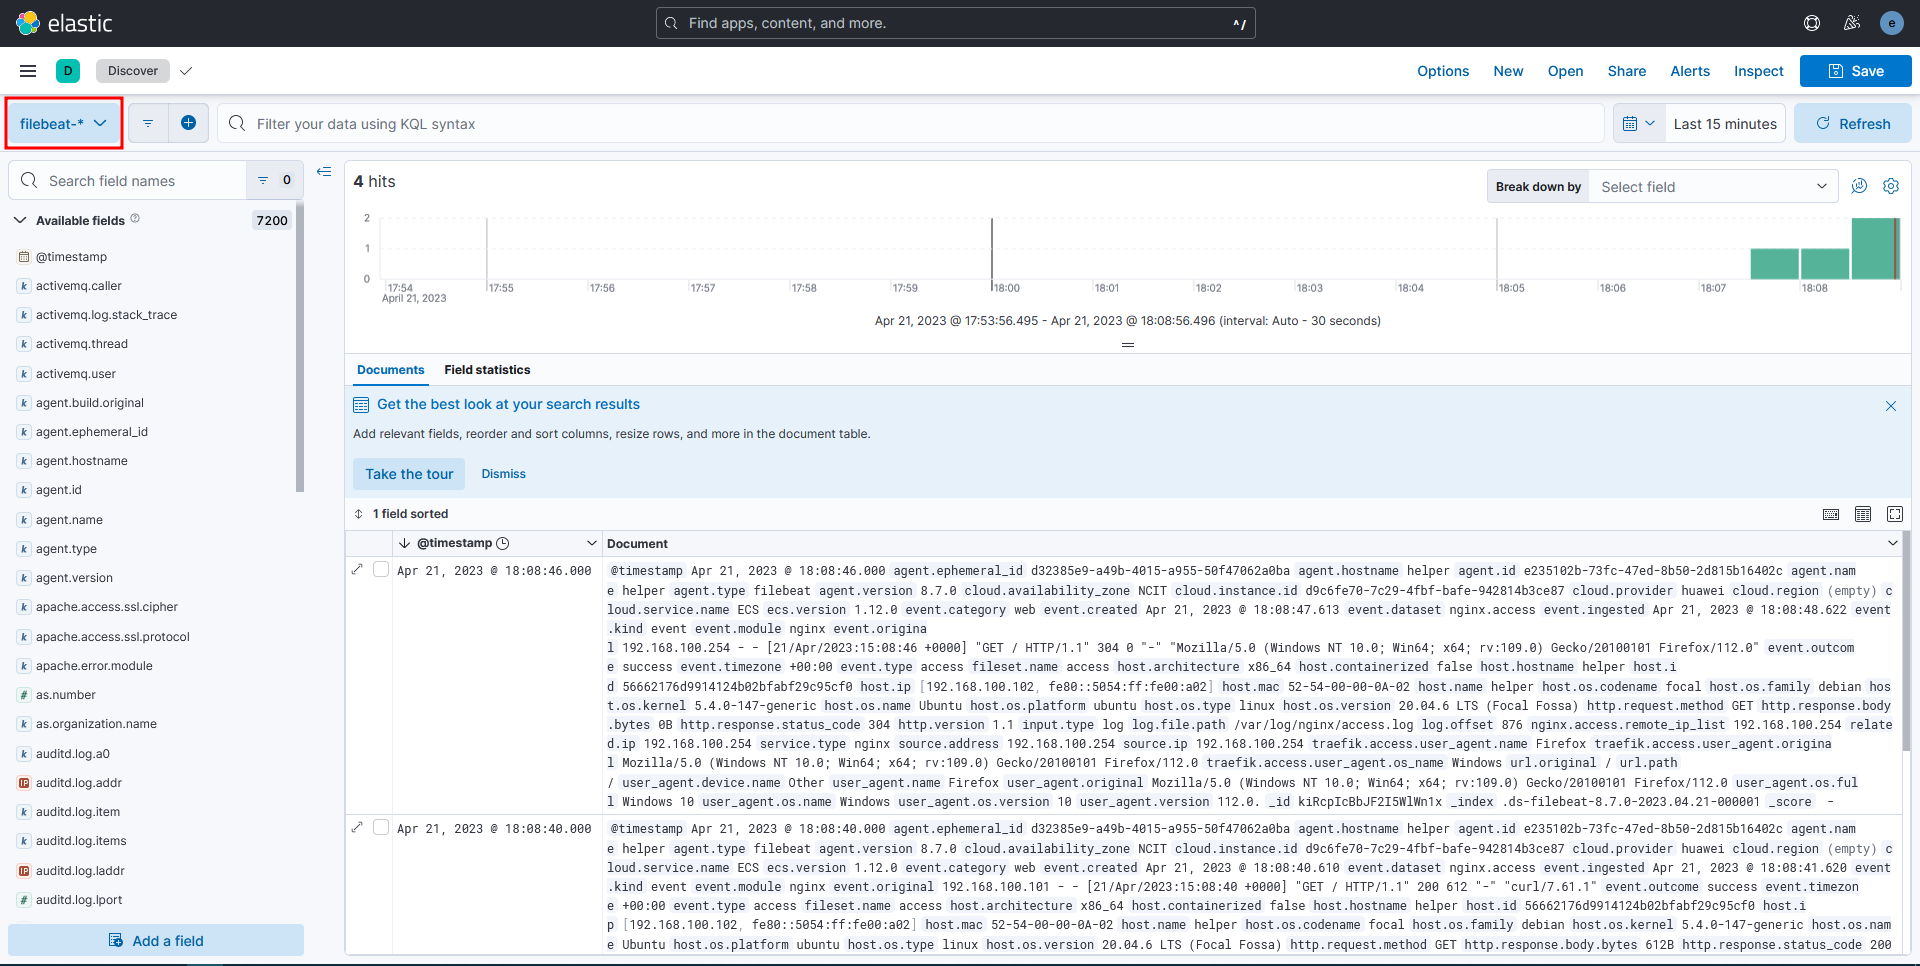 elastic
Find apps, content, and more.
^/
e
D
Discover
Options
New
Open
Share
Alerts
Inspect
Save
filebeat-*
Filter your data using KQL syntax
Last 15 minutes
Refresh
Search field names
0
Available fields
7200
@timestamp
activemq.caller
activemq.log.stack_trace
activemq.thread
activemq.user
agent.build.original
agent.ephemeral_id
agent.hostname
agent.id
agent.name
agent.type
agent.version
apache.access.ssl.cipher
apache.access.ssl.protocol
apache.error.module
as.number
as.organization.name
auditd.log.a0
auditd.log.addr
auditd.log.item
auditd.log.items
auditd.log.laddr
auditd.log.lport
Add a field
4 hits
Break down by
Select field
2
1
0
17:54 17:55 17:56 17:57 17:58 17:59 18:00 18:01 18:02 18:03 18:04 18:05 18:06 18:07 18:08
April 21, 2023
Apr 21, 2023 @ 17:53:56.495 - Apr 21, 2023 @ 18:08:56.496 (interval: Auto - 30 seconds)
Documents
Field statistics
Get the best look at your search results
Add relevant fields, reorder and sort columns, resize rows, and more in the document table.
Take the tour
Dismiss
1 field sorted
@timestamp
Document
Apr 21, 2023 @ 18:08:46.000
@timestamp Apr 21, 2023 @ 18:08:46.000 agent.ephemeral_id d32385e9-a49b-4015-a955-50f47062a0ba agent.hostname helper agent.id e235102b-73fc-47ed-8b50-2d815b16402c agent.nam
e helper agent.type filebeat agent.version 8.7.0 cloud.availability_zone NCIT cloud.instance.id d9c6fe70-7c29-4fbf-bafe-942814b3ce87 cloud.provider huawei cloud.region (empty) c
loud.service.name ECS ecs.version 1.12.0 event.category web event.created Apr 21, 2023 @ 18:08:47.613 event.dataset nginx.access event.ingested Apr 21, 2023 @ 18:08:48.622 event
.kind event event.module nginx event.origina
l 192.168.100.254 - - [21/Apr/2023:15:08:46 +0000] "GET / HTTP/1.1" 304 0 "-" "Mozilla/5.0 (Windows NT 10.0; Win64; x64; rv:109.0) Gecko/20100101 Firefox/112.0" event.outcom
e success event.timezone +00:00 event.type access fileset.name access host.architecture x86_64 host.containerized false host.hostname helper host.i
d 56662176d9914124b02bfabf29c95cf0 host.ip [192.168.100.102, fe80::5054:ff:fe00:a02] host.mac 52-54-00-00-0A-02 host.name helper host.os.codename focal host.os.family debian hos
t.os.kernel 5.4.0-147-generic host.os.name Ubuntu host.os.platform ubuntu host.os.type linux host.os.version 20.04.6 LTS (Focal Fossa) http.request.method GET http.response.body
.bytes 0B http.response.status_code 304 http.version 1.1 input.type log log.file.path /var/log/nginx/access.log log.offset 876 nginx.access.remote_ip_list 192.168.100.254 relate
d.ip 192.168.100.254 service.type nginx source.address 192.168.100.254 source.ip 192.168.100.254 traefik.access.user_agent.name Firefox traefik.access.user_agent.origina
l Mozilla/5.0 (Windows NT 10.0; Win64; x64; rv:109.0) Gecko/20100101 Firefox/112.0 traefik.access.user_agent.os_name Windows url.original / url.path
/ user_agent.device.name Other user_agent.name Firefox user_agent.original Mozilla/5.0 (Windows NT 10.0; Win64; x64; rv:109.0) Gecko/20100101 Firefox/112.0 user_agent.os.ful
l Windows 10 user_agent.os.name Windows user_agent.os.version 10 user_agent.version 112.0. _id kiRcpIcBbJF2I5WlWn1x _index .ds-filebeat-8.7.0-2023.04.21-000001 _score -
Apr 21, 2023 @ 18:08:40.000
@timestamp Apr 21, 2023 @ 18:08:40.000 agent.ephemeral_id d32385e9-a49b-4015-a955-50f47062a0ba agent.hostname helper agent.id e235102b-73fc-47ed-8b50-2d815b16402c agent.nam
e helper agent.type filebeat agent.version 8.7.0 cloud.availability_zone NCIT cloud.instance.id d9c6fe70-7c29-4fbf-bafe-942814b3ce87 cloud.provider huawei cloud.region (empty) c
loud.service.name ECS ecs.version 1.12.0 event.category web event.created Apr 21, 2023 @ 18:08:40.610 event.dataset nginx.access event.ingested Apr 21, 2023 @ 18:08:41.620 event
.kind event event.module nginx event.original 192.168.100.101 - - [21/Apr/2023:15:08:40 +0000] "GET / HTTP/1.1" 200 612 "-" "curl/7.61.1" event.outcome success event.timezon
e +00:00 event.type access fileset.name access host.architecture x86_64 host.containerized false host.hostname helper host.id 56662176d9914124b02bfabf29c95cf0 host.i
p [192.168.100.102, fe80::5054:ff:fe00:a02] host.mac 52-54-00-00-0A-02 host.name helper host.os.codename focal host.os.family debian host.os.kernel 5.4.0-147-generic host.os.nam
e Ubuntu host.os.platform ubuntu host.os.type linux host.os.version 20.04.6 LTS (Focal Fossa) http.request.method GET http.response.body.bytes 612B http.response.status_code 200